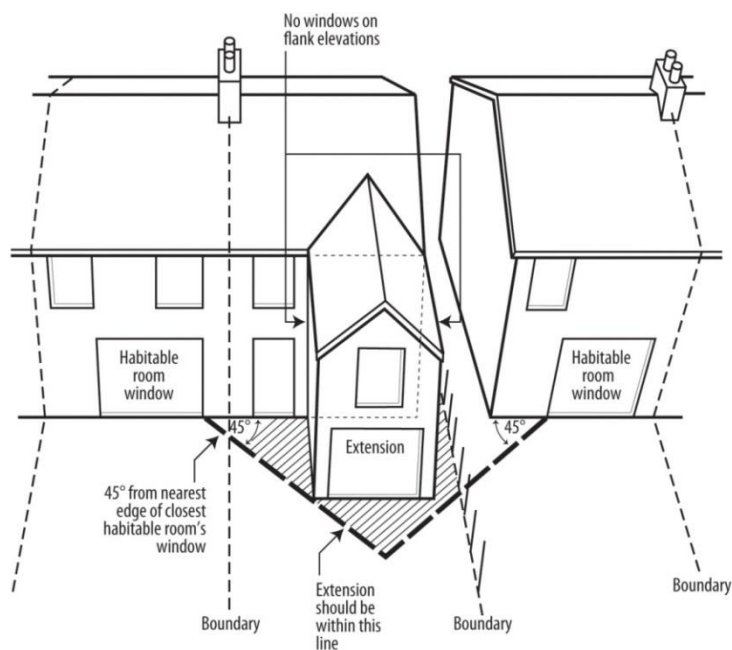 No windows on
flank elevations
Habitable
room
window
Habitable
room
window
45°
45°
Extension
45° from nearest
edge of closest
habitable room's
window
Extension
should be
within this
line
Boundary
Boundary
Boundary